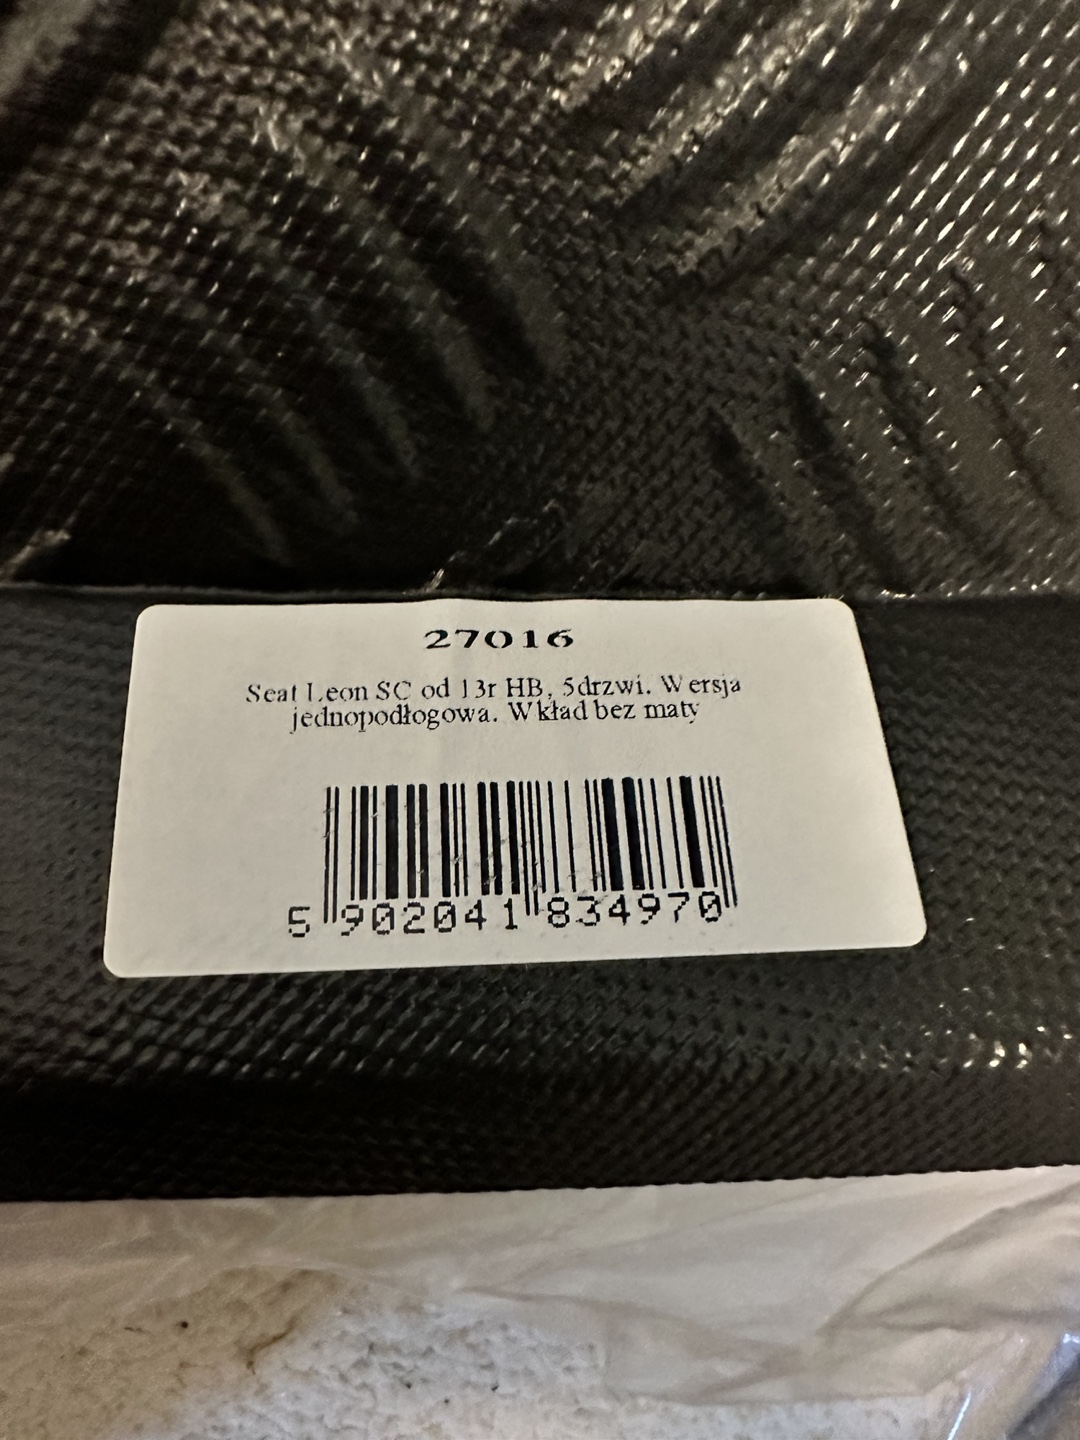 27016
Seat Leon SC od 13r HB, 5drzwi. Wersja
jednopodłogowa. Wkład bez maty
5 902041 834970